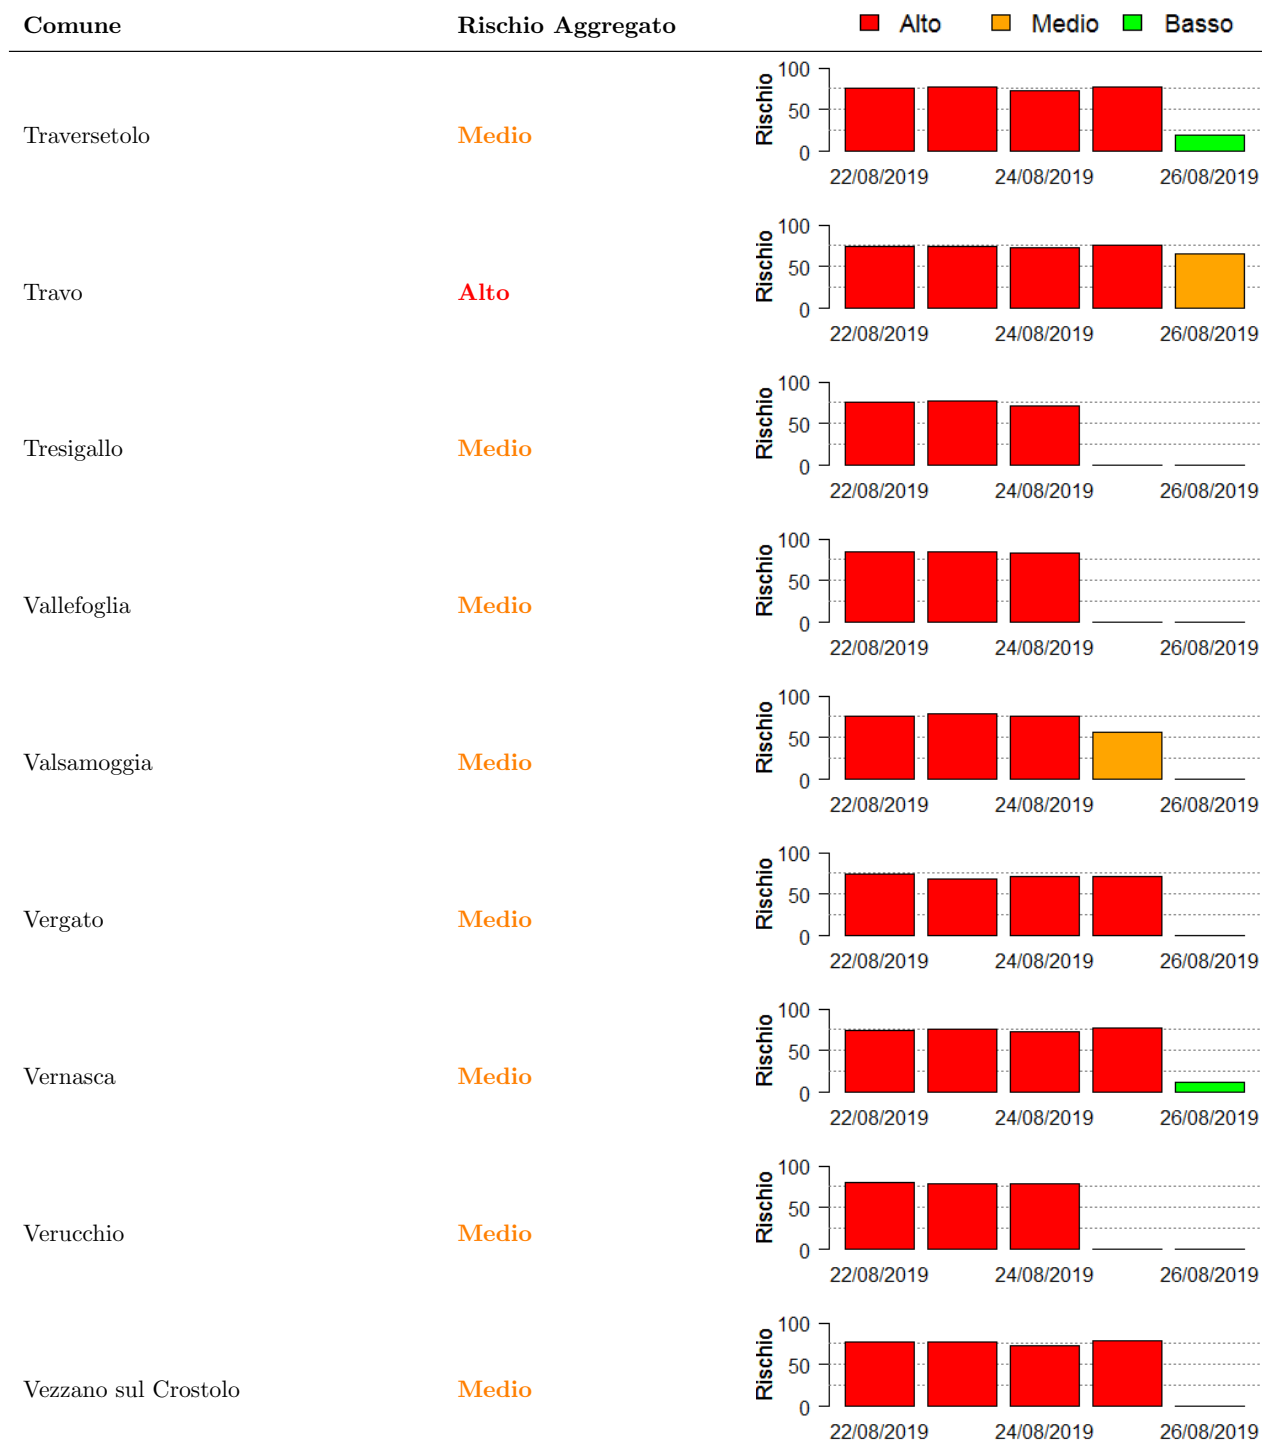 Comune Rischio Aggregato Alto Medio Basso
100
50
0
Rischio
Traversetolo Medio
22/08/2019 24/08/2019 26/08/2019
100
50
0
Rischio
Travo Alto
22/08/2019 24/08/2019 26/08/2019
100
50
0
Rischio
Tresigallo Medio
22/08/2019 24/08/2019 26/08/2019
100
50
0
Rischio
Vallefoglia Medio
22/08/2019 24/08/2019 26/08/2019
100
50
0
Rischio
Valsamoggia Medio
22/08/2019 24/08/2019 26/08/2019
100
50
0
Rischio
Vergato Medio
22/08/2019 24/08/2019 26/08/2019
100
50
0
Rischio
Vernasca Medio
22/08/2019 24/08/2019 26/08/2019
100
50
0
Rischio
Verucchio Medio
22/08/2019 24/08/2019 26/08/2019
100
50
0
Rischio
Vezzano sul Crostolo Medio
22/08/2019 24/08/2019 26/08/2019